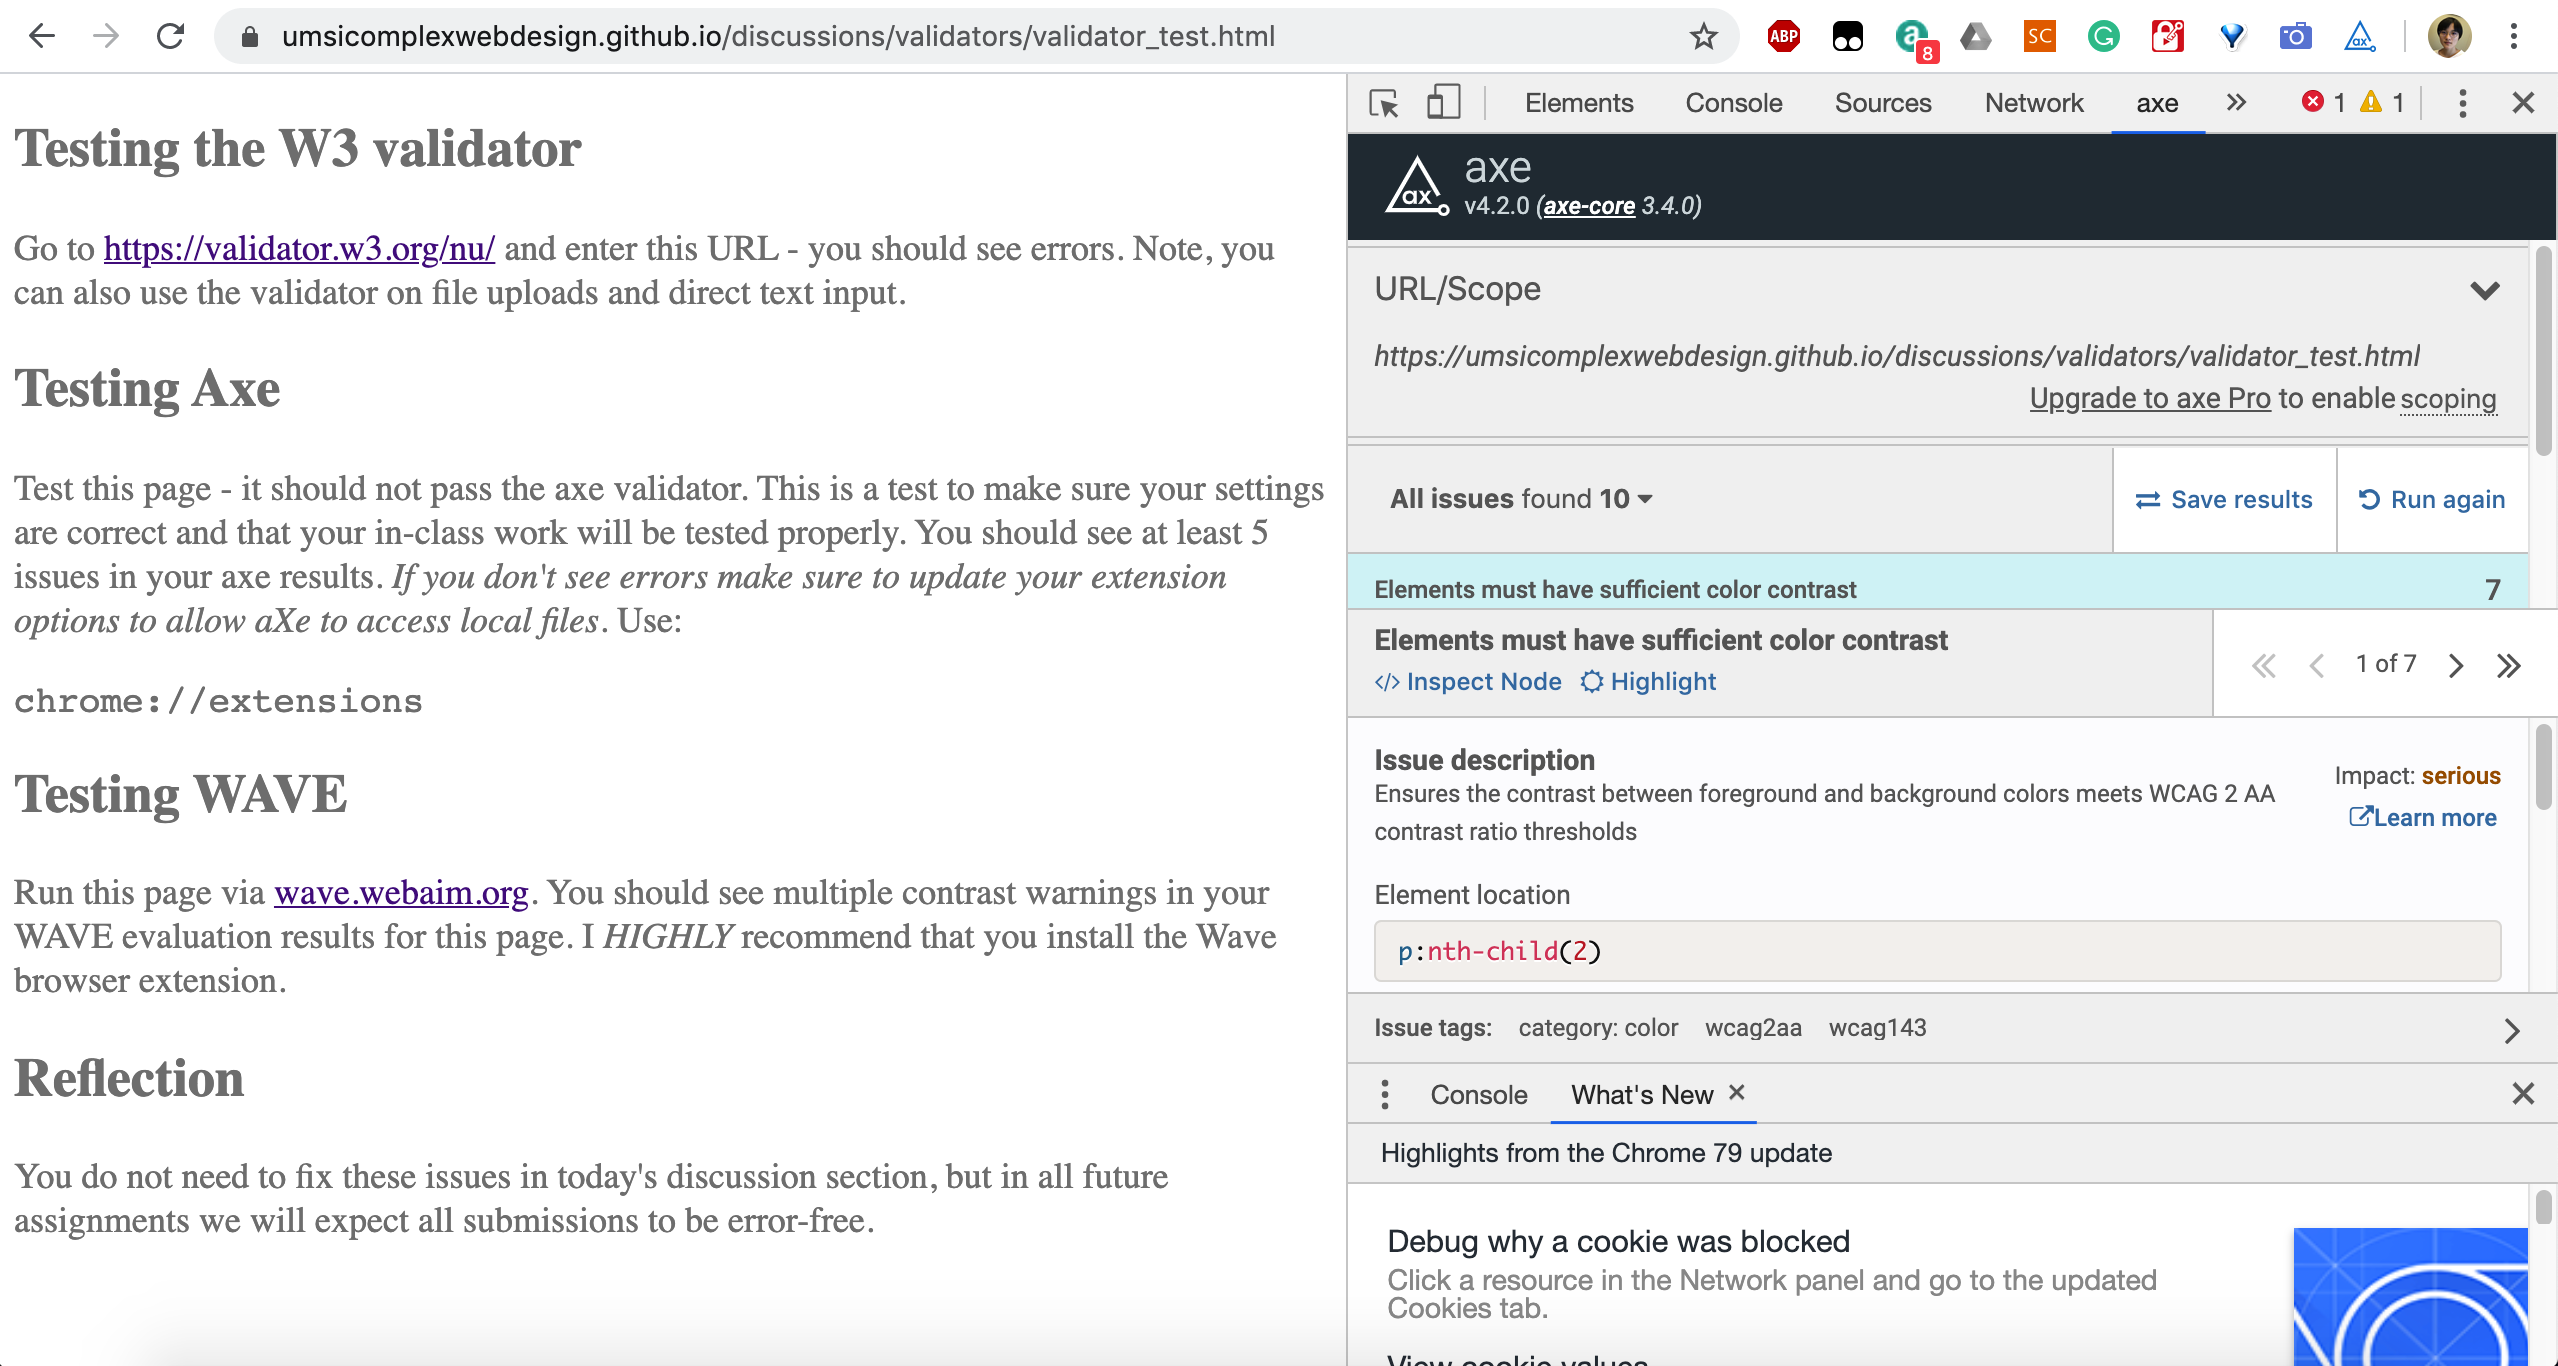 umsicomplexwebdesign.github.io/discussions/validators/validator_test.html
ABP
a
8
SC
G
ax
Testing the W3 validator
Go to https://validator.w3.org/nu/ and enter this URL - you should see errors. Note, you
can also use the validator on file uploads and direct text input.
Testing Axe
Test this page - it should not pass the axe validator. This is a test to make sure your settings
are correct and that your in-class work will be tested properly. You should see at least 5
issues in your axe results. If you don't see errors make sure to update your extension
options to allow aXe to access local files. Use:
chrome://extensions
Testing WAVE
Run this page via wave.webaim.org. You should see multiple contrast warnings in your
WAVE evaluation results for this page. I HIGHLY recommend that you install the Wave
browser extension.
Reflection
You do not need to fix these issues in today's discussion section, but in all future
assignments we will expect all submissions to be error-free.
Elements Console Sources Network axe » 1 1
ax
axe
v4.2.0 (axe-core 3.4.0)
URL/Scope
https://umsicomplexwebdesign.github.io/discussions/validators/validator_test.html
Upgrade to axe Pro to enable scoping
All issues found 10
Save results
Run again
Elements must have sufficient color contrast 7
Elements must have sufficient color contrast
</> Inspect Node Highlight
1 of 7
Issue description
Ensures the contrast between foreground and background colors meets WCAG 2 AA
contrast ratio thresholds
Impact: serious
Learn more
Element location
p:nth-child(2)
Issue tags: category: color wcag2aa wcag143
Console What's New
Highlights from the Chrome 79 update
Debug why a cookie was blocked
Click a resource in the Network panel and go to the updated
Cookies tab.
View cookie values